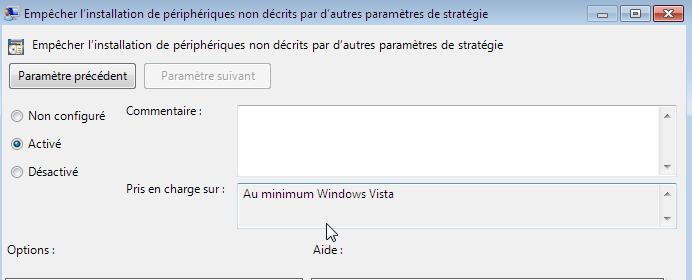 Empêcher l'installation de périphériques non décrits par d'autres paramètres de stratégie
Empêcher l'installation de périphériques non décrits par d'autres paramètres de stratégie
Paramètre précédent
Paramètre suivant
Non configuré
Commentaire :
Activé
Désactivé
Pris en charge sur :
Au minimum Windows Vista
Options :
Aide :